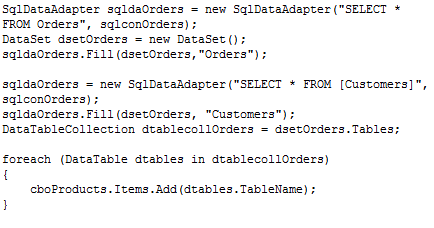 SqlDataAdapter sqldaOrders = new SqlDataAdapter("SELECT *
FROM Orders", sqlconOrders);
DataSet dsetOrders = new DataSet();
sqldaOrders.Fill(dsetOrders,"Orders");

sqldaOrders = new SqlDataAdapter("SELECT * FROM [Customers]",
sqlconOrders);
sqldaOrders.Fill(dsetOrders, "Customers");
DataTableCollection dtablecollOrders = dsetOrders.Tables;

foreach (DataTable dtables in dtablecollOrders)
{
    cboProducts.Items.Add(dtables.TableName);
}